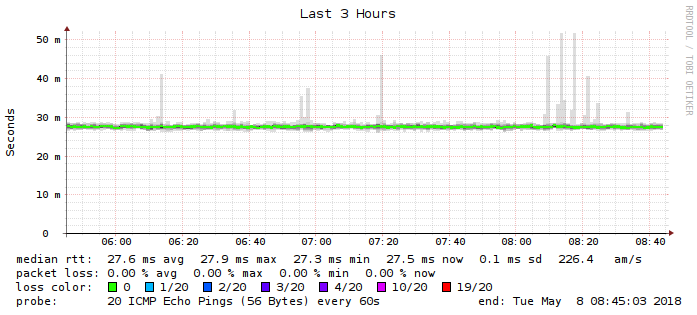 Last 3 Hours
RRDTOOL / TOBI OETIKER
Seconds
50 m
40 m
30 m
20 m
10 m
0
06:00 06:20 06:40 07:00 07:20 07:40 08:00 08:20 08:40
median rtt: 27.6 ms avg 27.9 ms max 27.3 ms min 27.5 ms now 0.1 ms sd 226.4 am/s
packet loss: 0.00 % avg 0.00 % max 0.00 % min 0.00 % now
loss color: 0 1/20 2/20 3/20 4/20 10/20 19/20
probe: 20 ICMP Echo Pings (56 Bytes) every 60s end: Tue May 8 08:45:03 2018